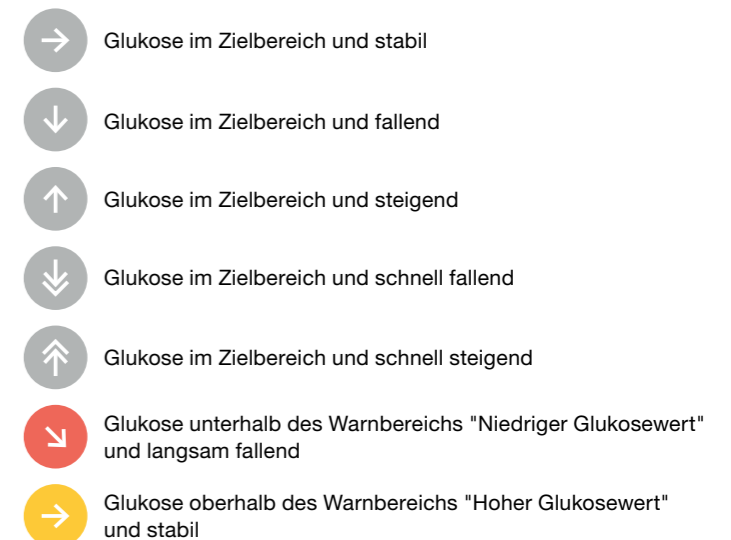 Glukose im Zielbereich und stabil
Glukose im Zielbereich und fallend
Glukose im Zielbereich und steigend
Glukose im Zielbereich und schnell fallend
Glukose im Zielbereich und schnell steigend
Glukose unterhalb des Warnbereichs "Niedriger Glukosewert"
und langsam fallend
Glukose oberhalb des Warnbereichs "Hoher Glukosewert"
und stabil